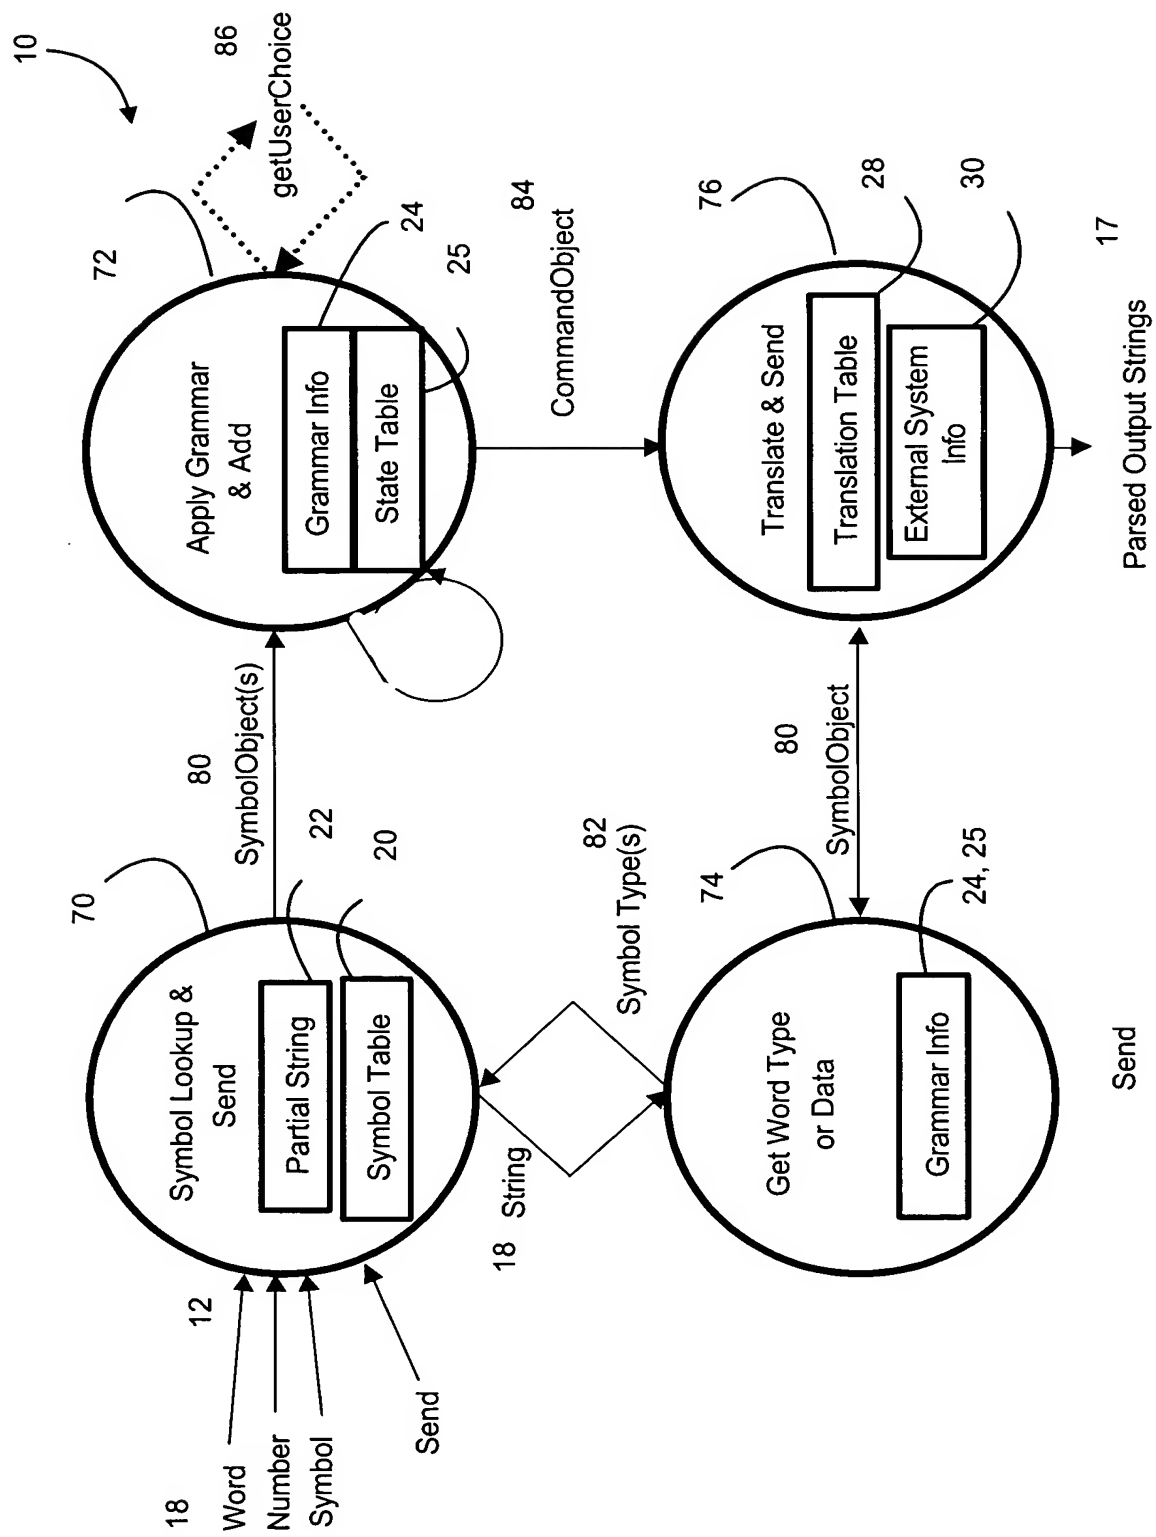 10
18
Word
Number
Symbol
12
Send
70
Symbol Lookup &
Send
Partial String
Symbol Table
22
20
80
SymbolObject(s)
72
Apply Grammar
& Add
Grammar Info
State Table
24
25
86
getUserChoice
18
String
82
Symbol Type(s)
84
CommandObject
74
Get Word Type
or Data
Grammar Info
24, 25
80
SymbolObject
76
Translate & Send
Translation Table
External System
Info
28
30
Send
Parsed Output Strings
17